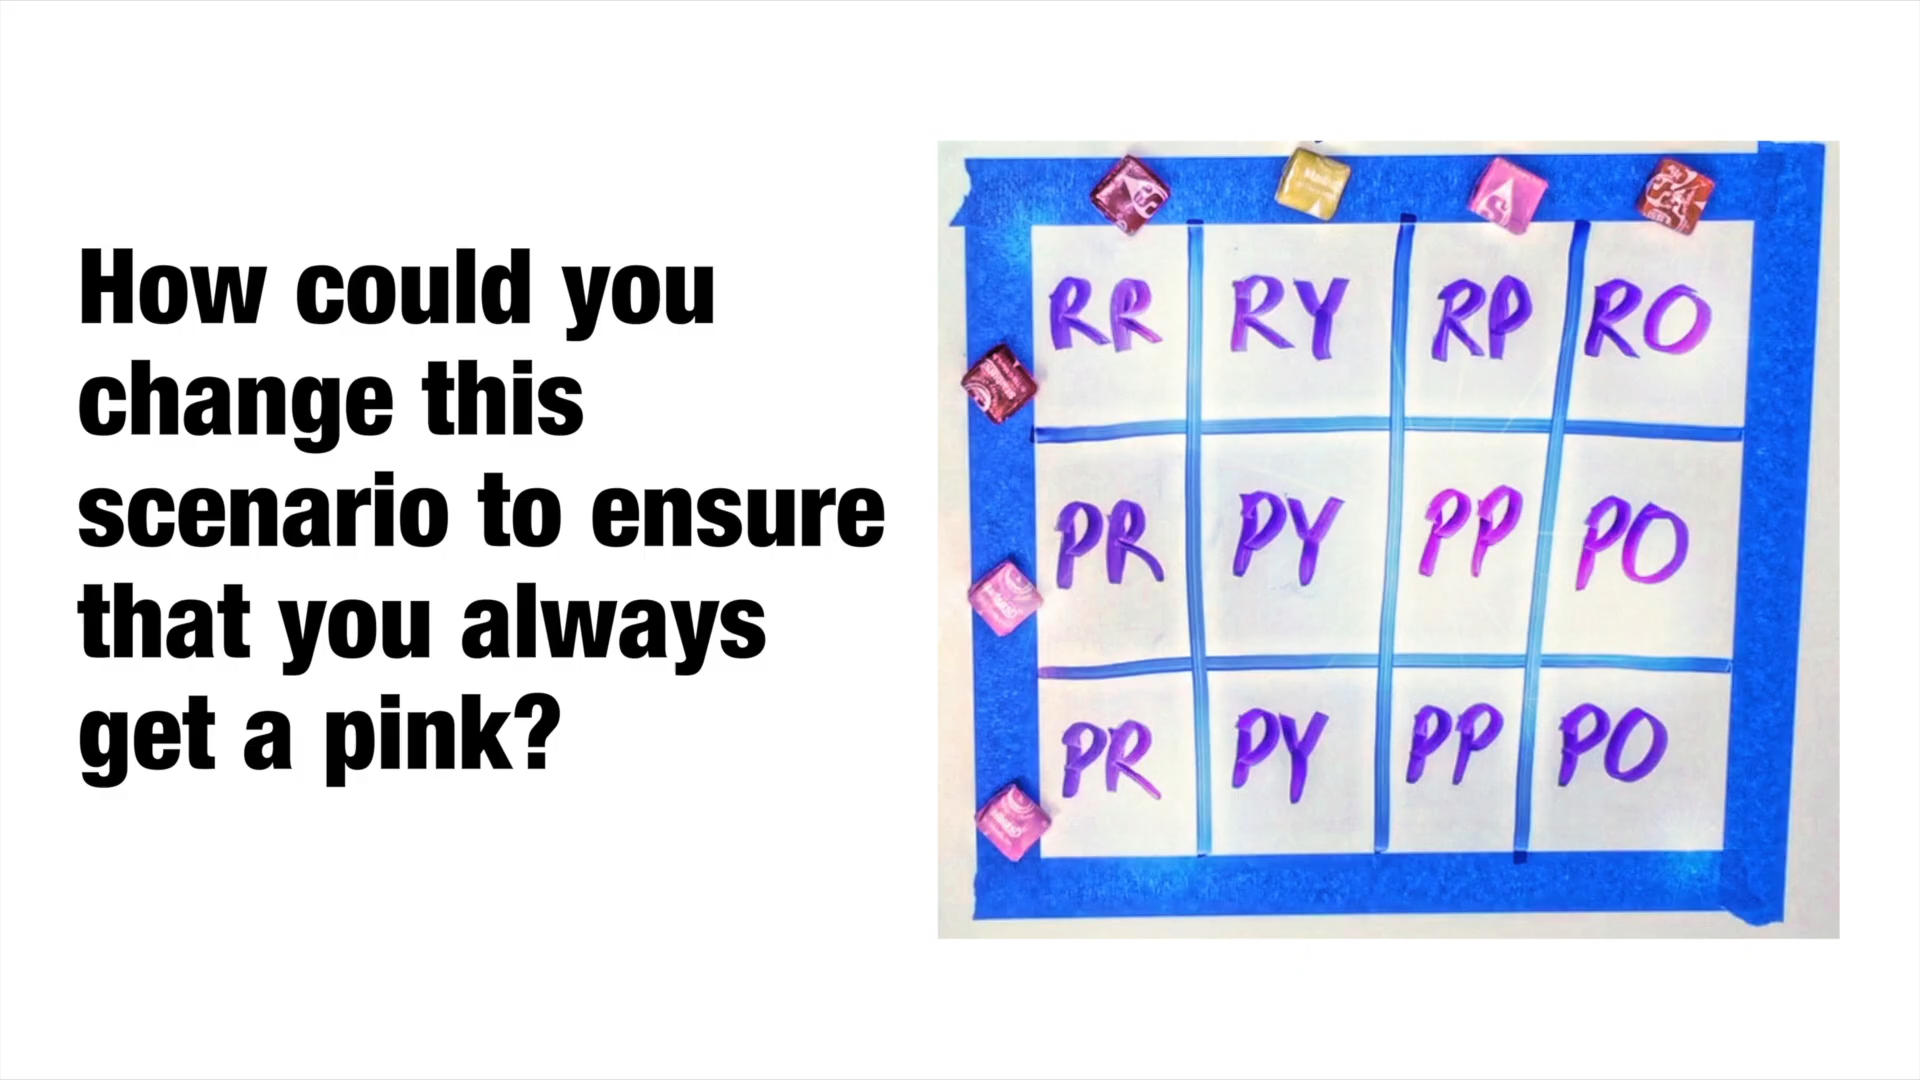 How could you
change this
scenario to ensure
that you always
get a pink?
RR RY RP RO
PR PY PP PO
PR PY PP PO